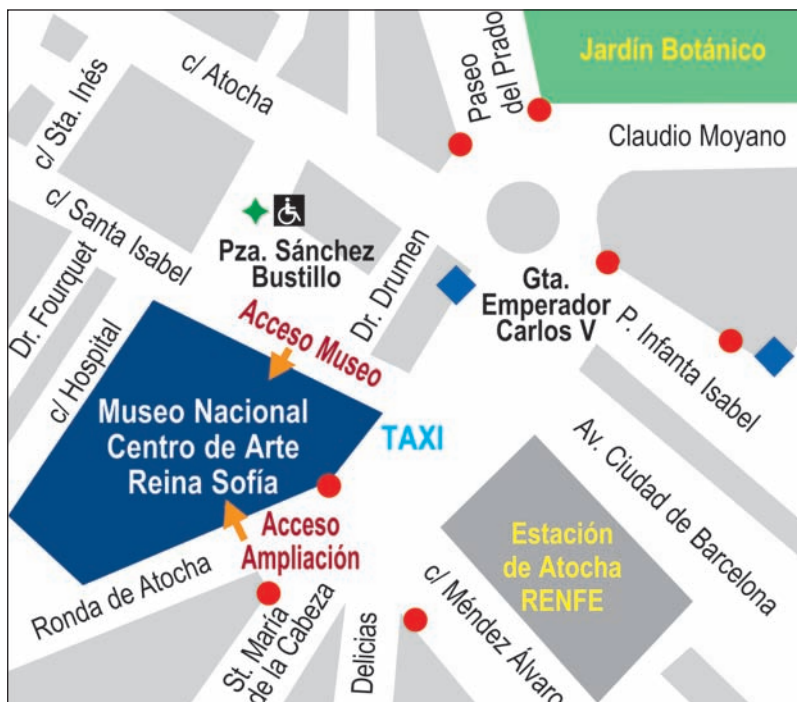 Jardín Botánico
Paseo
del Prado
c/ Atocha
Claudio Moyano
c/ Sta. Inés
c/ Santa Isabel
Pza. Sánchez
Bustillo
Dr. Drumen
Gta.
Emperador
Carlos V
Dr. Fourquet
c/ Hospital
Acceso Museo
P. Infanta Isabel
Museo Nacional
Centro de Arte
Reina Sofía
TAXI
Av. Ciudad de Barcelona
Acceso
Ampliación
Estación
de Atocha
RENFE
Ronda de Atocha
St. María
de la Cabeza
Delicias
c/ Méndez Álvaro